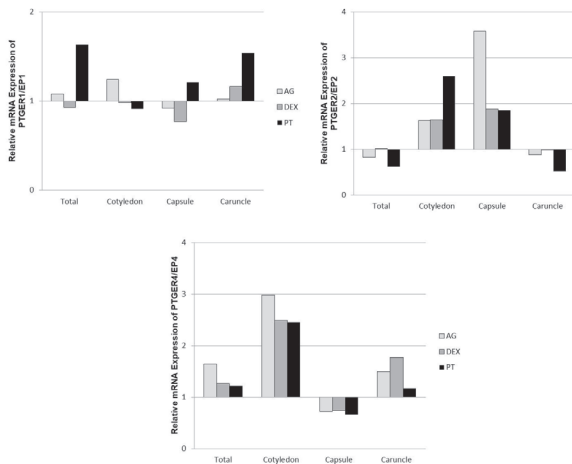 Relative mRNA Expression of
PTGER1/EP1
2
1
0
Total Cotyledon Capsule Caruncle
AG
DEX
PT
Relative mRNA Expression of
PTGER2/EP2
4
3
2
1
0
Total Cotyledon Capsule Caruncle
AG
DEX
PT
Relative mRNA Expression of PTGER4/EP4
4
3
2
1
0
Total Cotyledon Capsule Caruncle
AG
DEX
PT